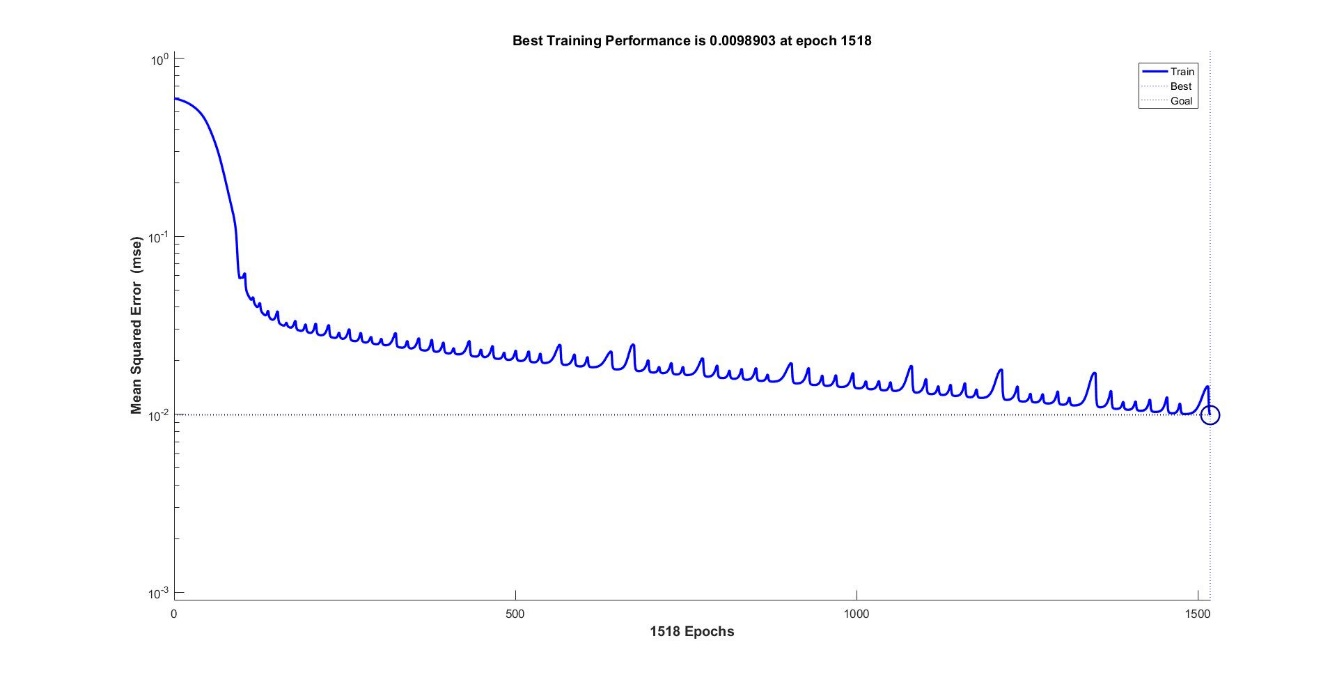 Best Training Performance is 0.0098903 at epoch 1518
Train
Best
Goal
Mean Squared Error (mse)
10^0
10^-1
10^-2
10^-3
0
500
1000
1500
1518 Epochs